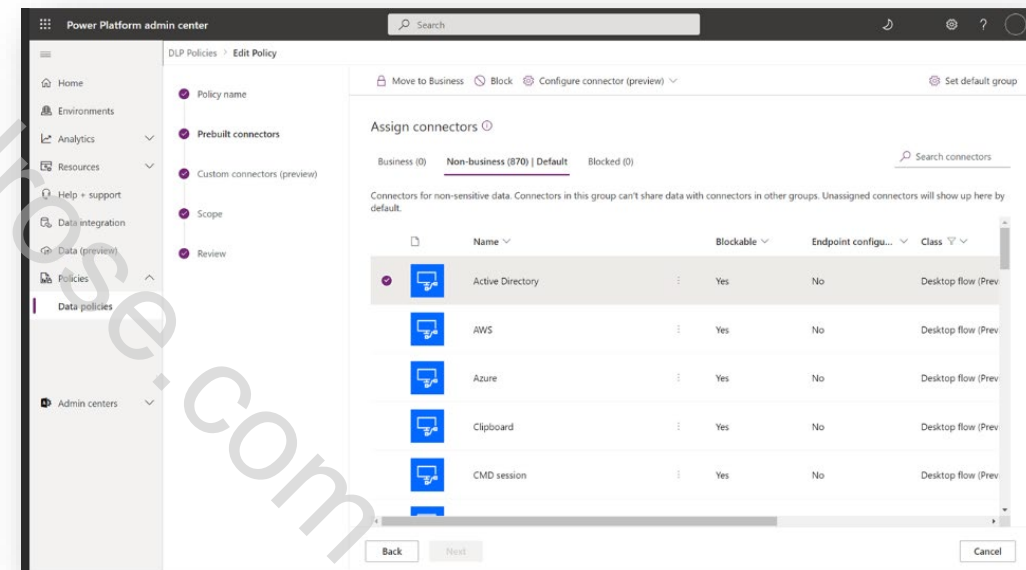 Power Platform admin center
Search
?
DLP Policies > Edit Policy
Home
Environments
Analytics
Resources
Help + support
Data integration
Data (preview)
Policies
Data policies
Admin centers
Policy name
Prebuilt connectors
Custom connectors (preview)
Scope
Review
Move to Business Block Configure connector (preview)
Set default group
Assign connectors
Business (0) Non-business (870) | Default Blocked (0)
Search connectors
Connectors for non-sensitive data. Connectors in this group can't share data with connectors in other groups. Unassigned connectors will show up here by
default.
Name Blockable Endpoint configu... Class
Active Directory Yes No Desktop flow (Prev
AWS Yes No Desktop flow (Prev
Azure Yes No Desktop flow (Prev
Clipboard Yes No Desktop flow (Prev
CMD session Yes No Desktop flow (Prev
Back Next Cancel
rose.com